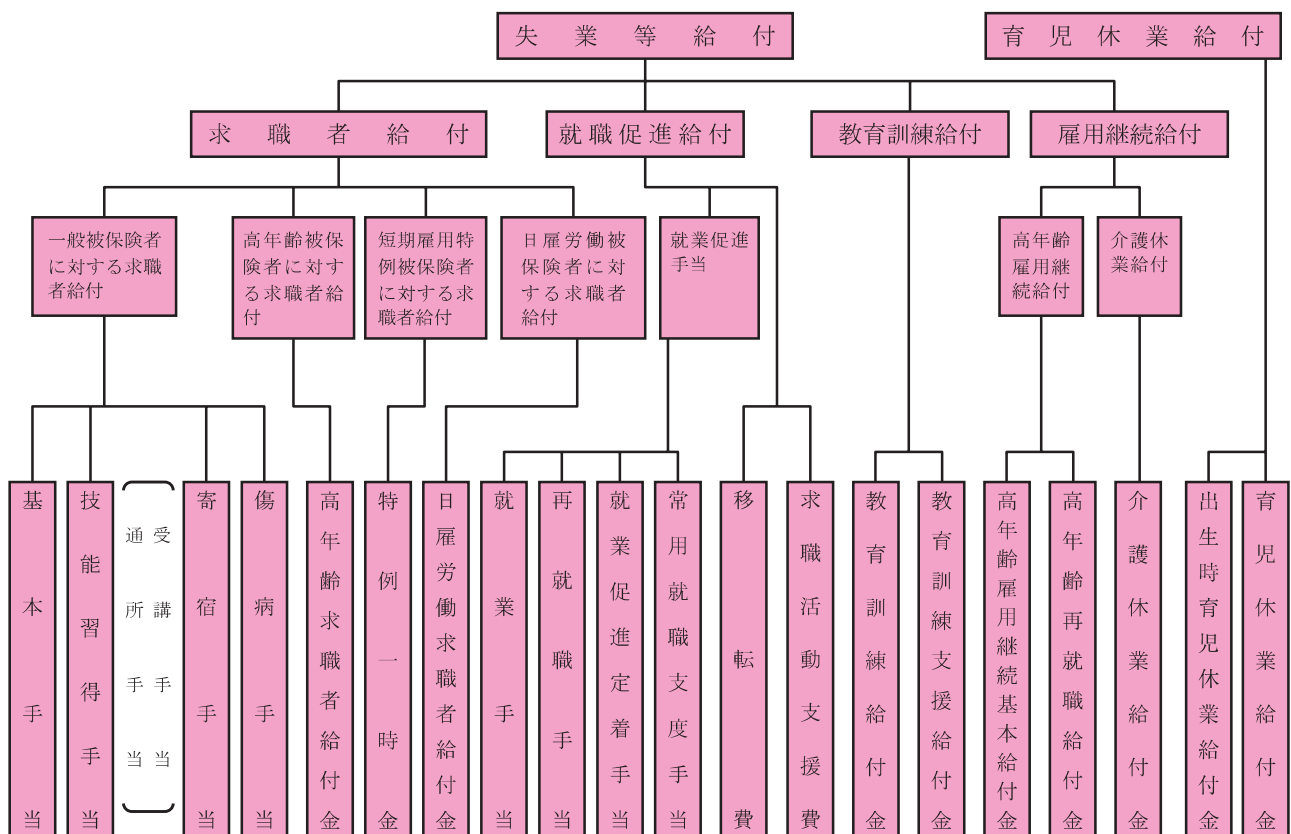 失業等給付
育児休業給付
求職者給付
就職促進給付
教育訓練給付
雇用継続給付
一般被保険者
に対する求職
者給付
高年齢被保
険者に対す
る求職者給
付
短期雇用特
例被保険者
に対する求
職者給付
日雇労働被
保険者に対
する求職者
給付
就業促進
手当
高年齢
雇用継
続給付
介護休
業給付
基本手当
技能習得手当
受講手当
通所手当
寄宿手当
傷病手当
高年齢求職者給付金
特例一時金
日雇労働求職者給付金
就業手当
再就職手当
就業促進定着手当
常用就職支度手当
移転費
求職活動支援費
教育訓練給付金
教育訓練支援給付金
高年齢雇用継続基本給付金
高年齢再就職給付金
介護休業給付金
出生時育児休業給付金
育児休業給付金